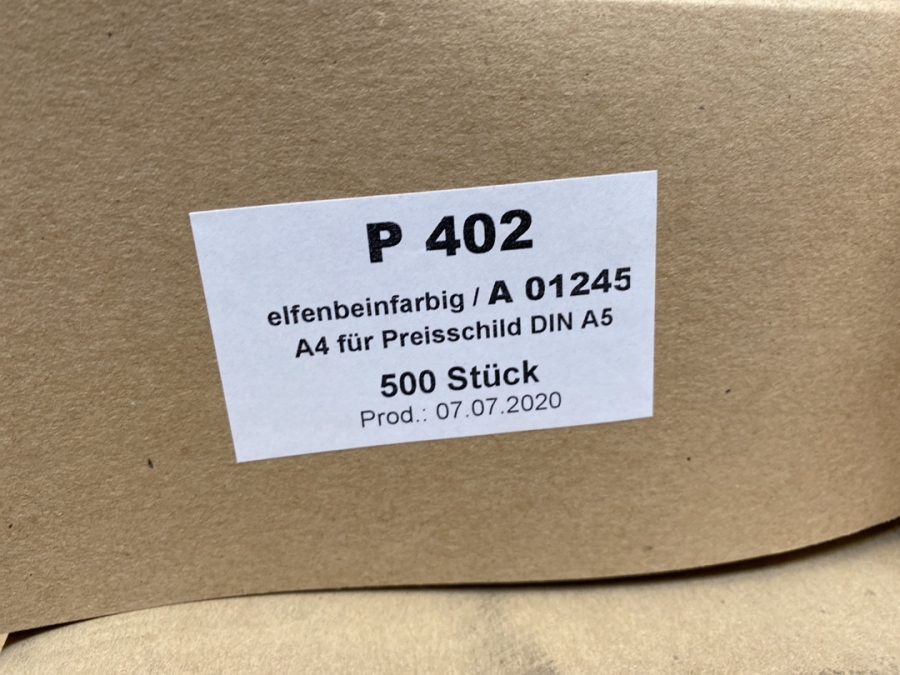 P 402
elfenbeinfarbig / A 01245
A4 für Preisschild DIN A5
500 Stück
Prod.: 07.07.2020